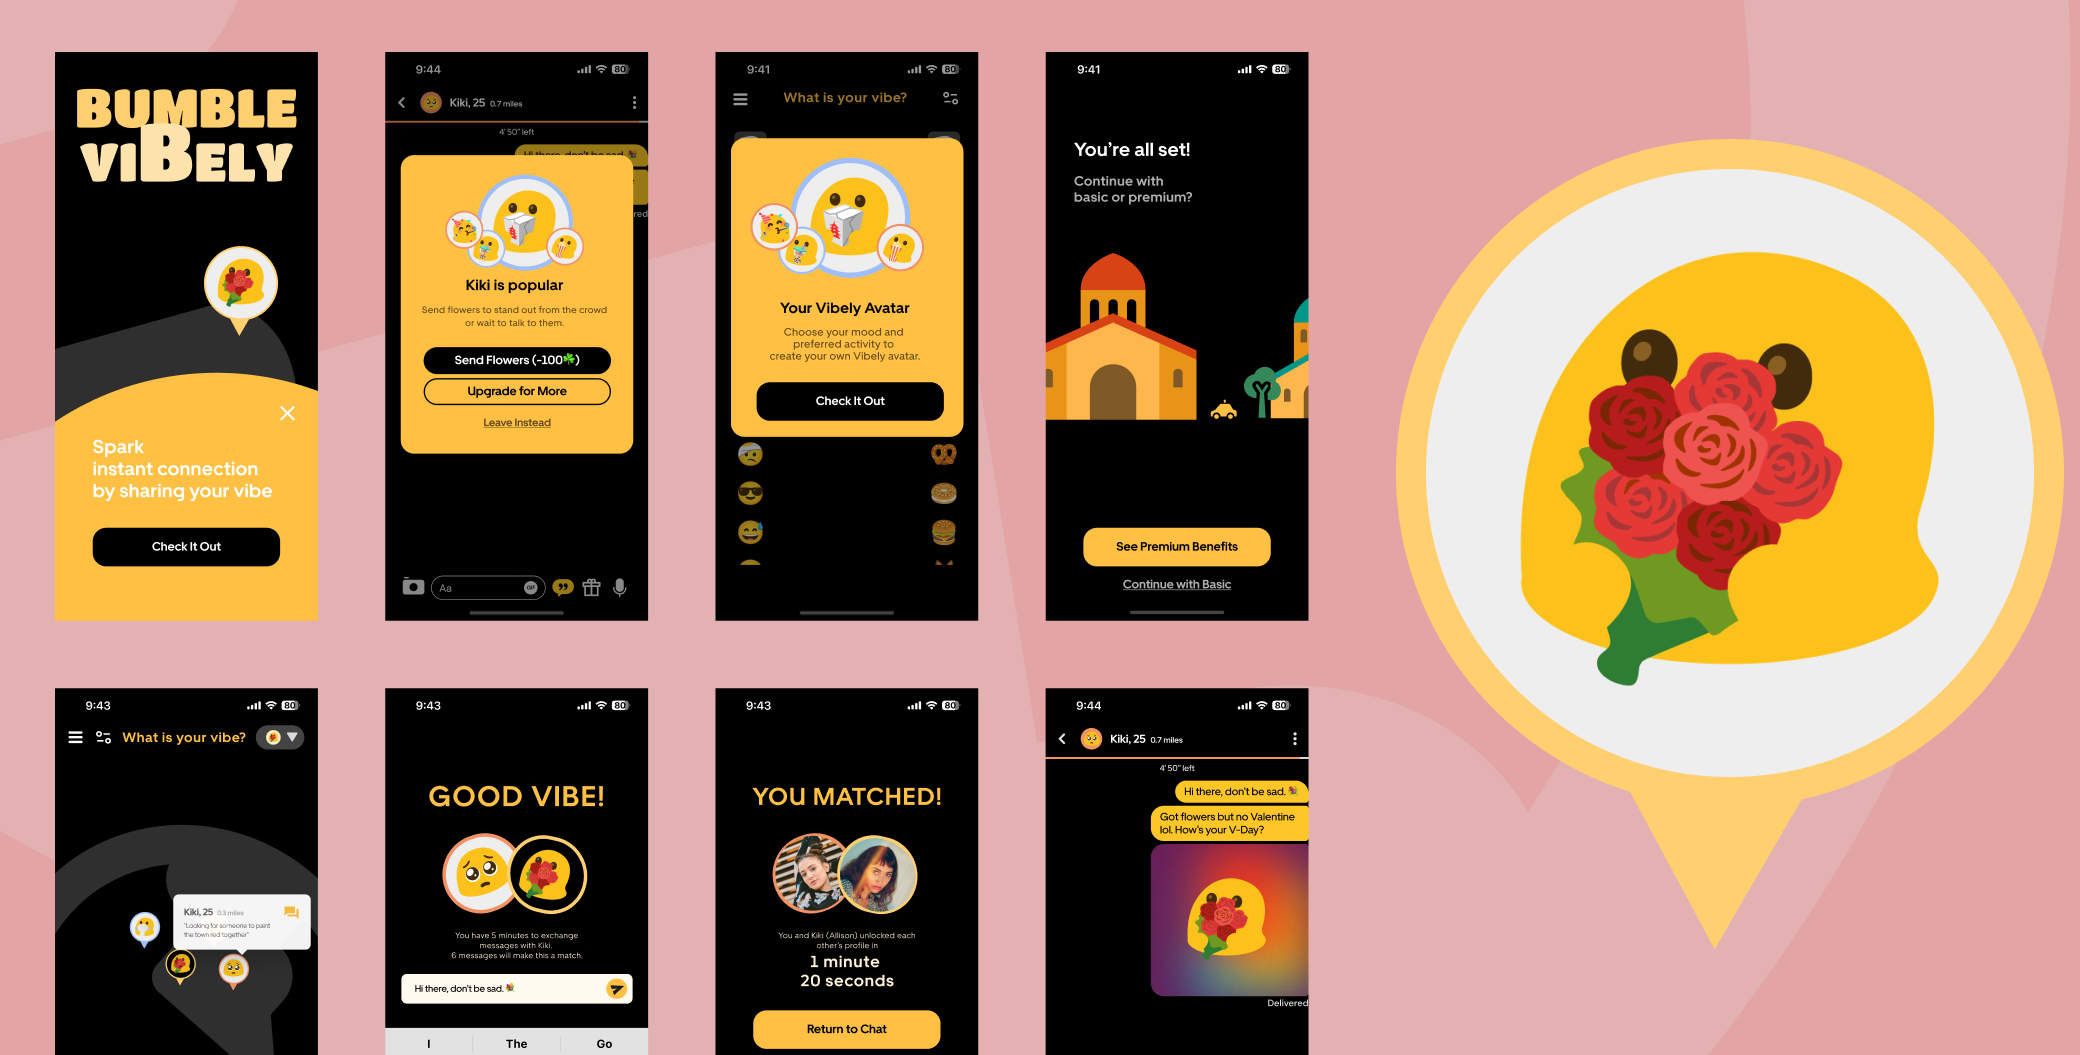 BUMBLE
VIBELY
Spark
instant connection
by sharing your vibe
Check It Out
9:44
80
Kiki, 25 0.7 miles
4' 50" left
Hi there, don't be sad.
Kiki is popular
Send flowers to stand out from the crowd
or wait to talk to them.
Send Flowers (-100☘️)
Upgrade for More
Leave Instead
Aa
GIF
9:41
80
What is your vibe?
Your Vibely Avatar
Choose your mood and
preferred activity to
create your own Vibely avatar.
Check It Out
9:41
80
You're all set!
Continue with
basic or premium?
See Premium Benefits
Continue with Basic
9:43
80
What is your vibe?
Kiki, 25 0.3 miles
"Looking for someone to paint
the town red together"
9:43
80
GOOD VIBE!
You have 5 minutes to exchange
messages with Kiki.
6 messages will make this a match.
Hi there, don't be sad. 💐
I The Go
9:43
80
YOU MATCHED!
You and Kiki (Allison) unlocked each
other's profile in
1 minute
20 seconds
Return to Chat
9:44
80
Kiki, 25 0.7 miles
4' 50" left
Hi there, don't be sad. 💐
Got flowers but no Valentine
lol. How's your V-Day?
Delivered